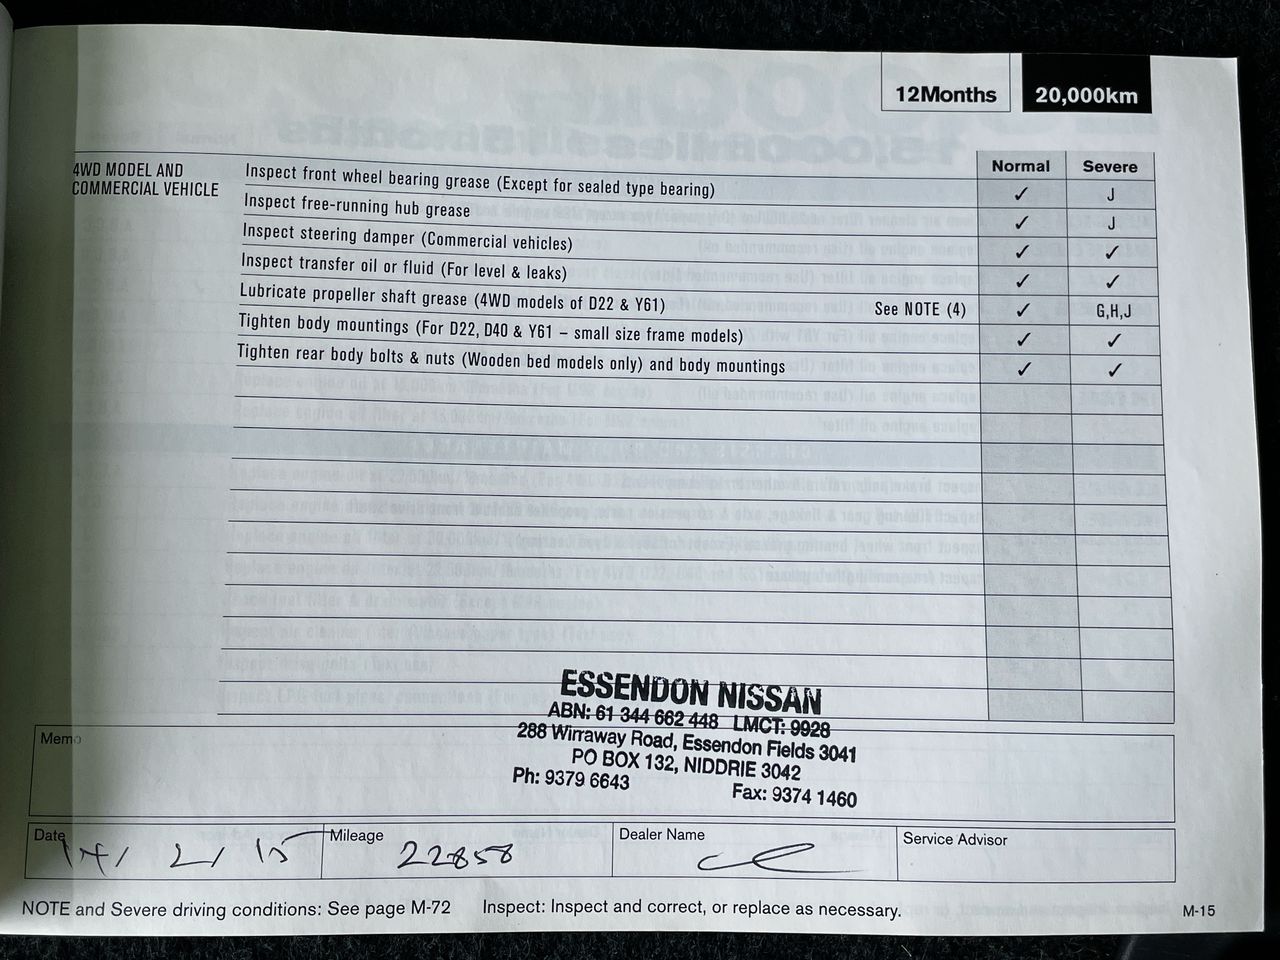 12Months 20,000km
Normal Severe
4WD MODEL AND
COMMERCIAL VEHICLE
Inspect front wheel bearing grease (Except for sealed type bearing) ✓ J
Inspect free-running hub grease ✓ J
Inspect steering damper (Commercial vehicles) ✓ ✓
Inspect transfer oil or fluid (For level & leaks) ✓ ✓
Lubricate propeller shaft grease (4WD models of D22 & Y61) See NOTE (4) ✓ G,H,J
Tighten body mountings (For D22, D40 & Y61 – small size frame models) ✓ ✓
Tighten rear body bolts & nuts (Wooden bed models only) and body mountings ✓ ✓
ESSENDON NISSAN
ABN: 61 344 662 448 LMCT: 9928
288 Wirraway Road, Essendon Fields 3041
PO BOX 132, NIDDRIE 3042
Ph: 9379 6643 Fax: 9374 1460
Memo
Date 14/ 2/ 15
Mileage 22858
Dealer Name
Service Advisor
NOTE and Severe driving conditions: See page M-72 Inspect: Inspect and correct, or replace as necessary.
M-15